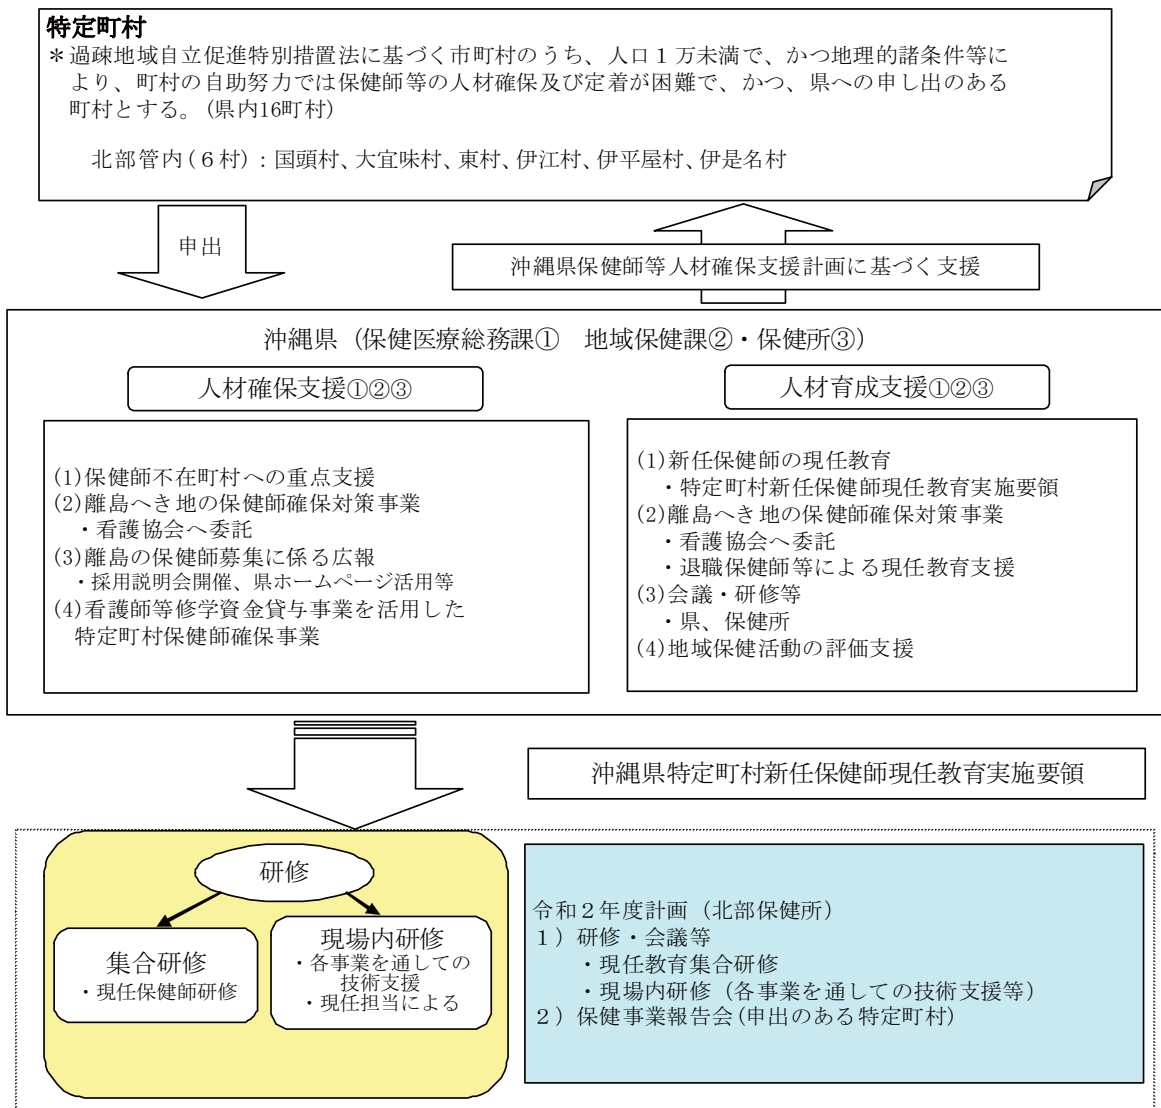 特定町村
＊過疎地域自立促進特別措置法に基づく市町村のうち、人口１万未満で、かつ地理的諸条件等に
より、町村の自助努力では保健師等の人材確保及び定着が困難で、かつ、県への申し出のある
町村とする。(県内16町村)
北部管内(６村)：国頭村、大宜味村、東村、伊江村、伊平屋村、伊是名村
申出
沖縄県保健師等人材確保支援計画に基づく支援
沖縄県（保健医療総務課①　地域保健課②・保健所③）
人材確保支援①②③
(1)保健師不在町村への重点支援
(2)離島へき地の保健師確保対策事業
・看護協会へ委託
(3)離島の保健師募集に係る広報
・採用説明会開催、県ホームページ活用等
(4)看護師等修学資金貸与事業を活用した
特定町村保健師確保事業
人材育成支援①②③
(1)新任保健師の現任教育
・特定町村新任保健師現任教育実施要領
(2)離島へき地の保健師確保対策事業
・看護協会へ委託
・退職保健師等による現任教育支援
(3)会議・研修等
・県、保健所
(4)地域保健活動の評価支援
沖縄県特定町村新任保健師現任教育実施要領
研修
集合研修
・現任保健師研修
現場内研修
・各事業を通しての
技術支援
・現任担当による
令和２年度計画（北部保健所）
１）研修・会議等
・現任教育集合研修
・現場内研修（各事業を通しての技術支援等）
２）保健事業報告会(申出のある特定町村)